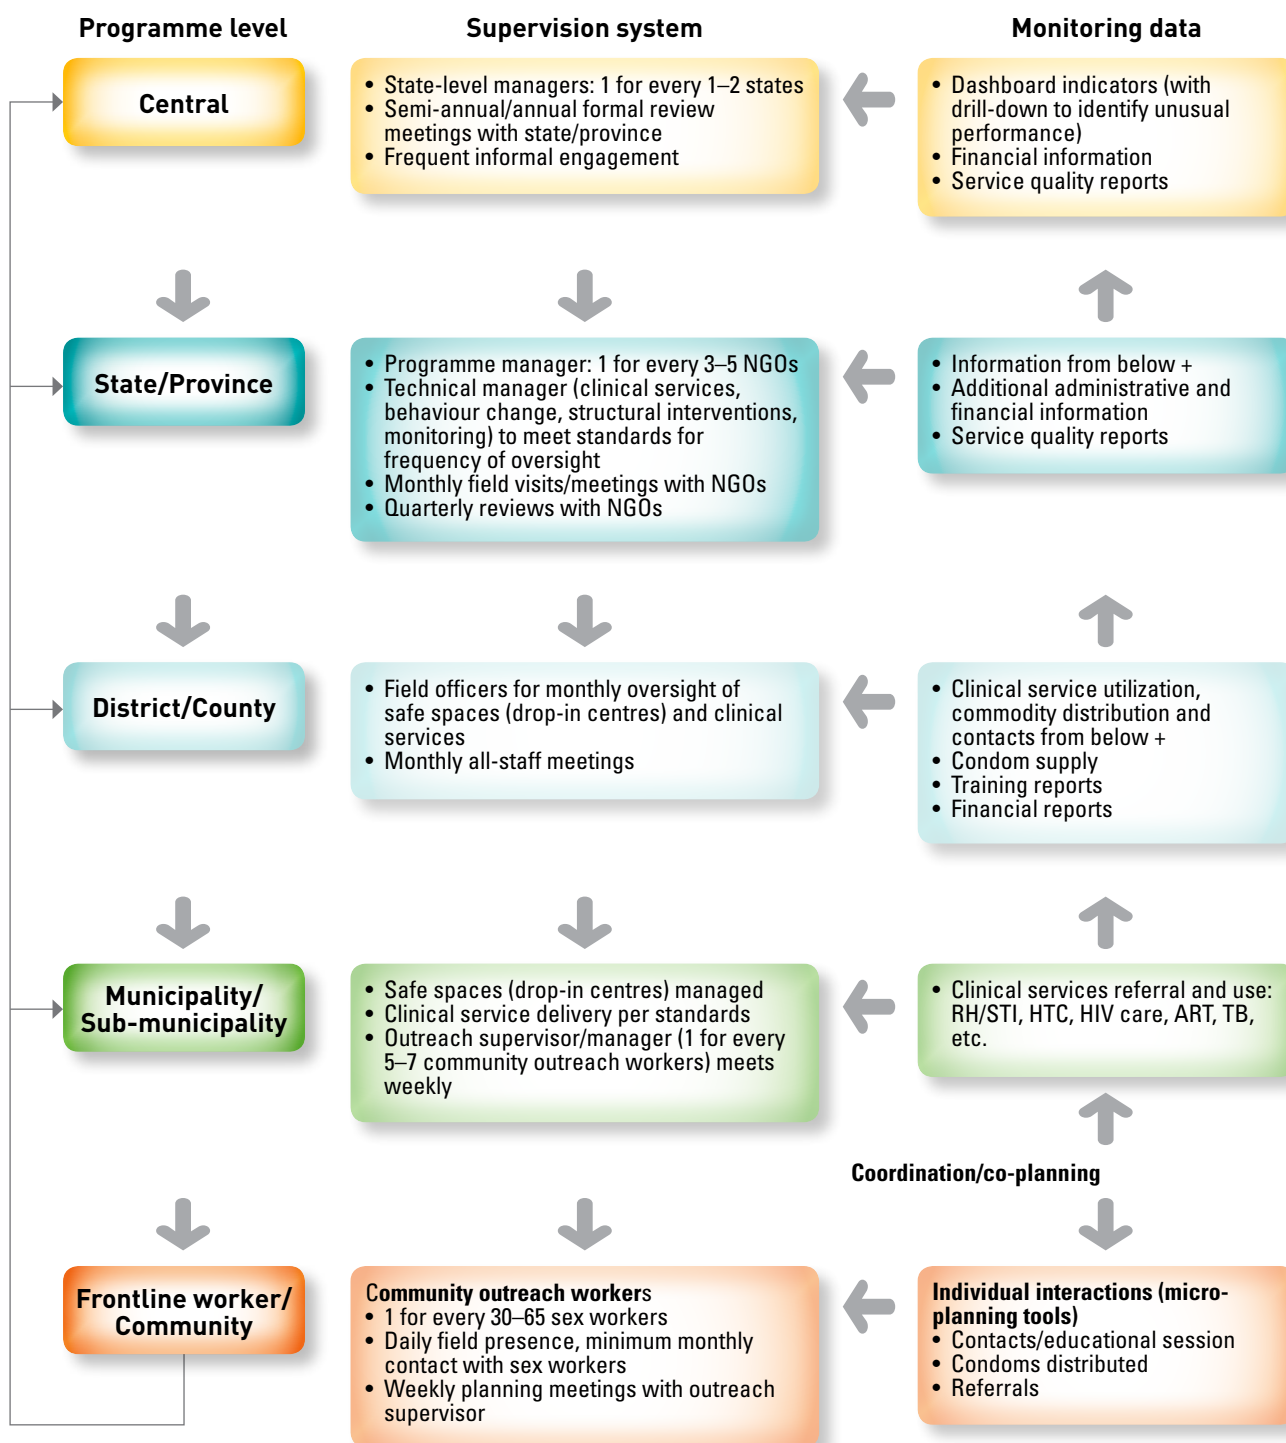 Programme level
Supervision system
Monitoring data
Central
• State-level managers: 1 for every 1–2 states
• Semi-annual/annual formal review
meetings with state/province
• Frequent informal engagement
• Dashboard indicators (with
drill-down to identify unusual
performance)
• Financial information
• Service quality reports
State/Province
• Programme manager: 1 for every 3–5 NGOs
• Technical manager (clinical services,
behaviour change, structural interventions,
monitoring) to meet standards for
frequency of oversight
• Monthly field visits/meetings with NGOs
• Quarterly reviews with NGOs
• Information from below +
• Additional administrative and
financial information
• Service quality reports
District/County
• Field officers for monthly oversight of
safe spaces (drop-in centres) and clinical
services
• Monthly all-staff meetings
• Clinical service utilization,
commodity distribution and
contacts from below +
• Condom supply
• Training reports
• Financial reports
Municipality/
Sub-municipality
• Safe spaces (drop-in centres) managed
• Clinical service delivery per standards
• Outreach supervisor/manager (1 for every
5–7 community outreach workers) meets
weekly
• Clinical services referral and use:
RH/STI, HTC, HIV care, ART, TB,
etc.
Coordination/co-planning
Frontline worker/
Community
Community outreach workers
• 1 for every 30–65 sex workers
• Daily field presence, minimum monthly
contact with sex workers
• Weekly planning meetings with outreach
supervisor
Individual interactions (micro-
planning tools)
• Contacts/educational session
• Condoms distributed
• Referrals